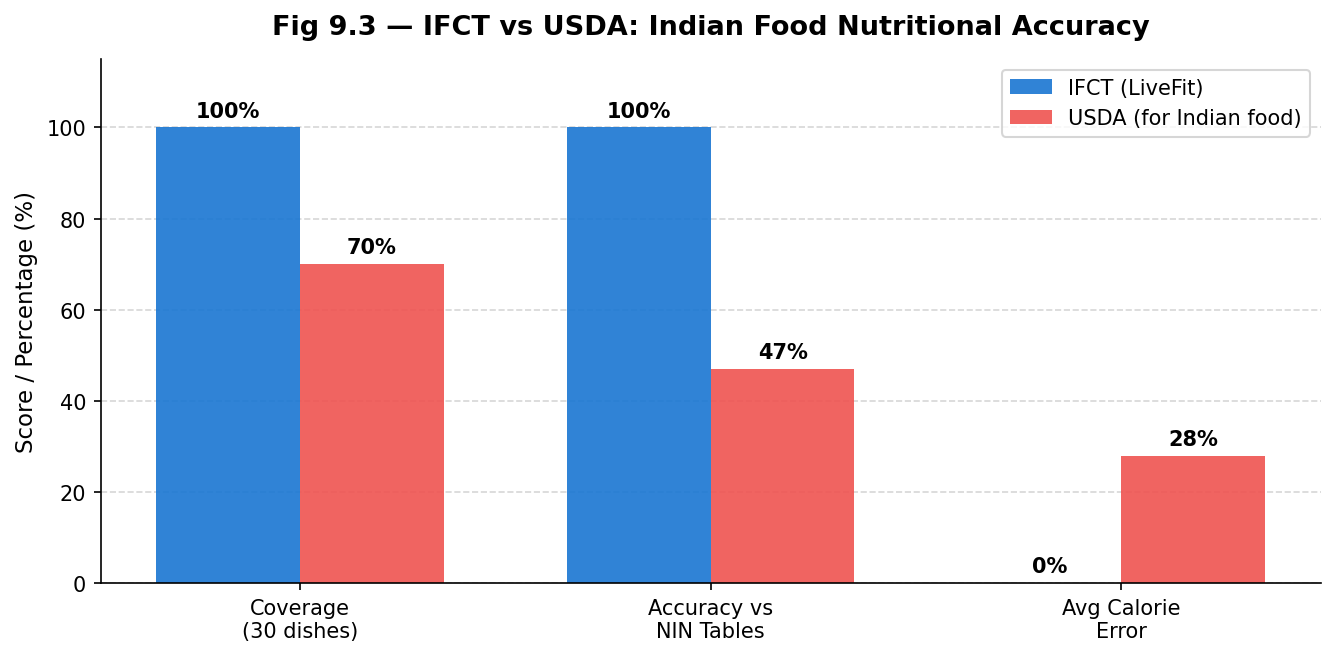 Fig 9.3 — IFCT vs USDA: Indian Food Nutritional Accuracy
IFCT (LiveFit)
USDA (for Indian food)
Score / Percentage (%)
100
80
60
40
20
0
100%
70%
100%
47%
0%
28%
Coverage
(30 dishes)
Accuracy vs
NIN Tables
Avg Calorie
Error